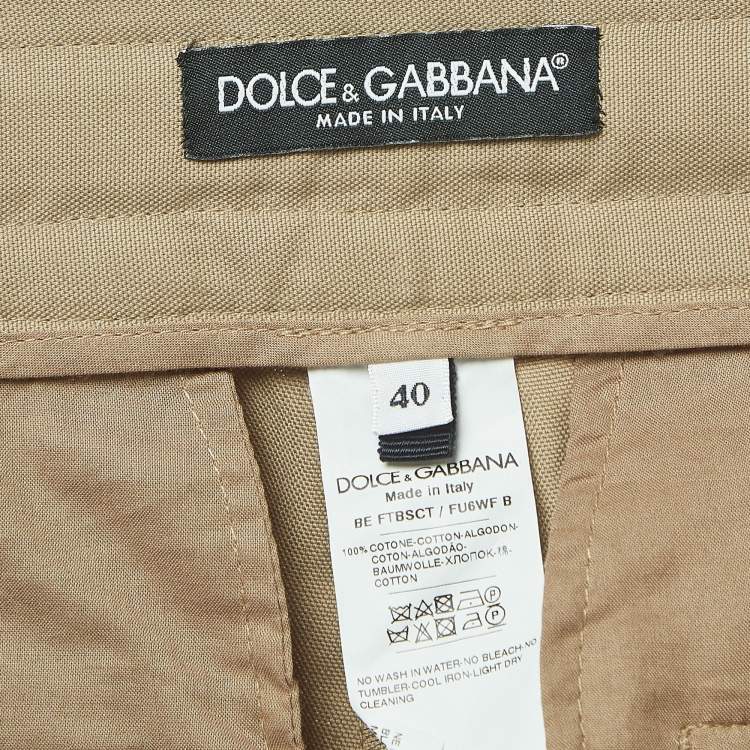 DOLCE & GABBANA®
MADE IN ITALY
40
DOLCE & GABBANA
Made in Italy
BE FTBSCT / FU6WF B
100% COTONE-COTTON-ALGODON-
COTON-ALGODÃO-
BAUMWOLLE-ХЛОПОК-棉-
COTTON
P
P
NO WASH IN WATER-NO BLEACH-NO
TUMBLER-COOL IRON-LIGHT DRY
CLEANING